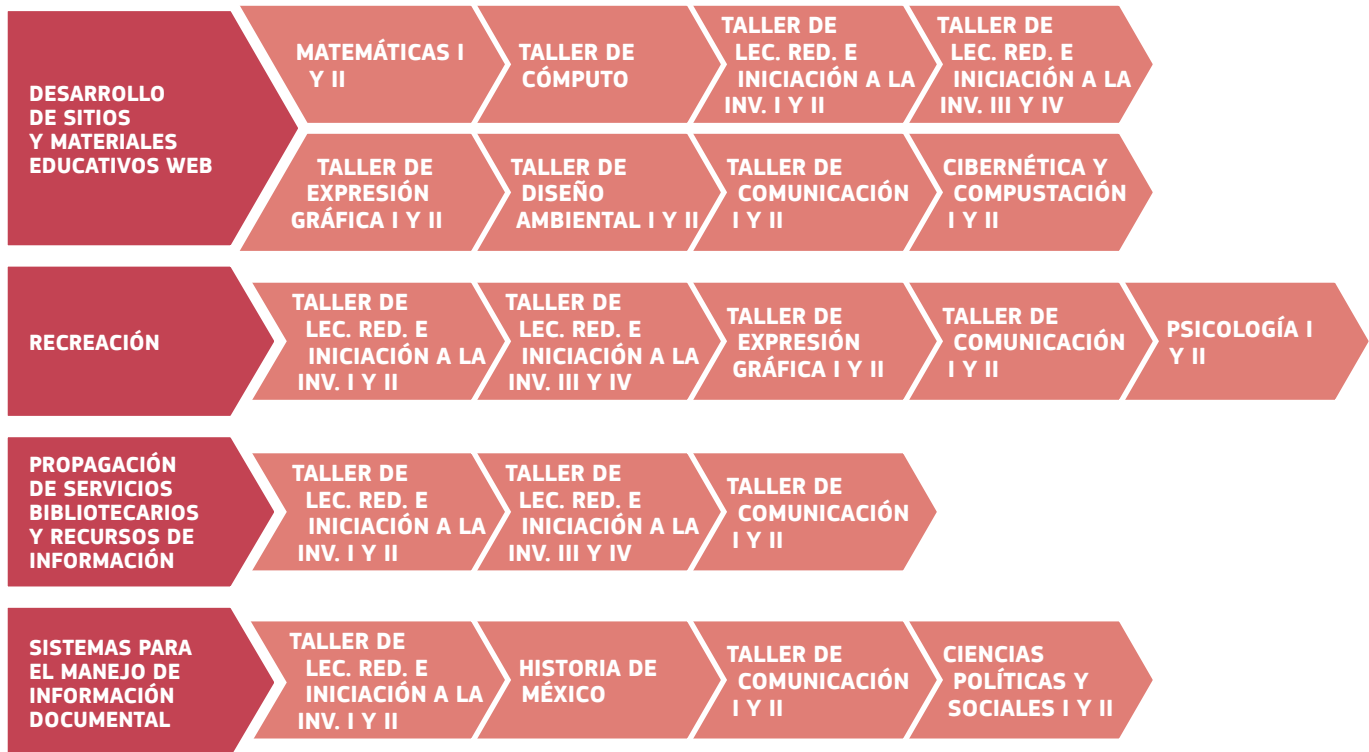 DESARROLLO
DE SITIOS
Y MATERIALES
EDUCATIVOS WEB
MATEMÁTICAS I
Y II
TALLER DE
CÓMPUTO
TALLER DE
LEC. RED. E
INICIACIÓN A LA
INV. I Y II
TALLER DE
LEC. RED. E
INICIACIÓN A LA
INV. III Y IV
TALLER DE
EXPRESIÓN
GRÁFICA I Y II
TALLER DE
DISEÑO
AMBIENTAL I Y II
TALLER DE
COMUNICACIÓN
I Y II
CIBERNÉTICA Y
COMPUSTACIÓN
I Y II
RECREACIÓN
TALLER DE
LEC. RED. E
INICIACIÓN A LA
INV. I Y II
TALLER DE
LEC. RED. E
INICIACIÓN A LA
INV. III Y IV
TALLER DE
EXPRESIÓN
GRÁFICA I Y II
TALLER DE
COMUNICACIÓN
I Y II
PSICOLOGÍA I
Y II
PROPAGACIÓN
DE SERVICIOS
BIBLIOTECARIOS
Y RECURSOS DE
INFORMACIÓN
TALLER DE
LEC. RED. E
INICIACIÓN A LA
INV. I Y II
TALLER DE
LEC. RED. E
INICIACIÓN A LA
INV. III Y IV
TALLER DE
COMUNICACIÓN
I Y II
SISTEMAS PARA
EL MANEJO DE
INFORMACIÓN
DOCUMENTAL
TALLER DE
LEC. RED. E
INICIACIÓN A LA
INV. I Y II
HISTORIA DE
MÉXICO
TALLER DE
COMUNICACIÓN
I Y II
CIENCIAS
POLÍTICAS Y
SOCIALES I Y II